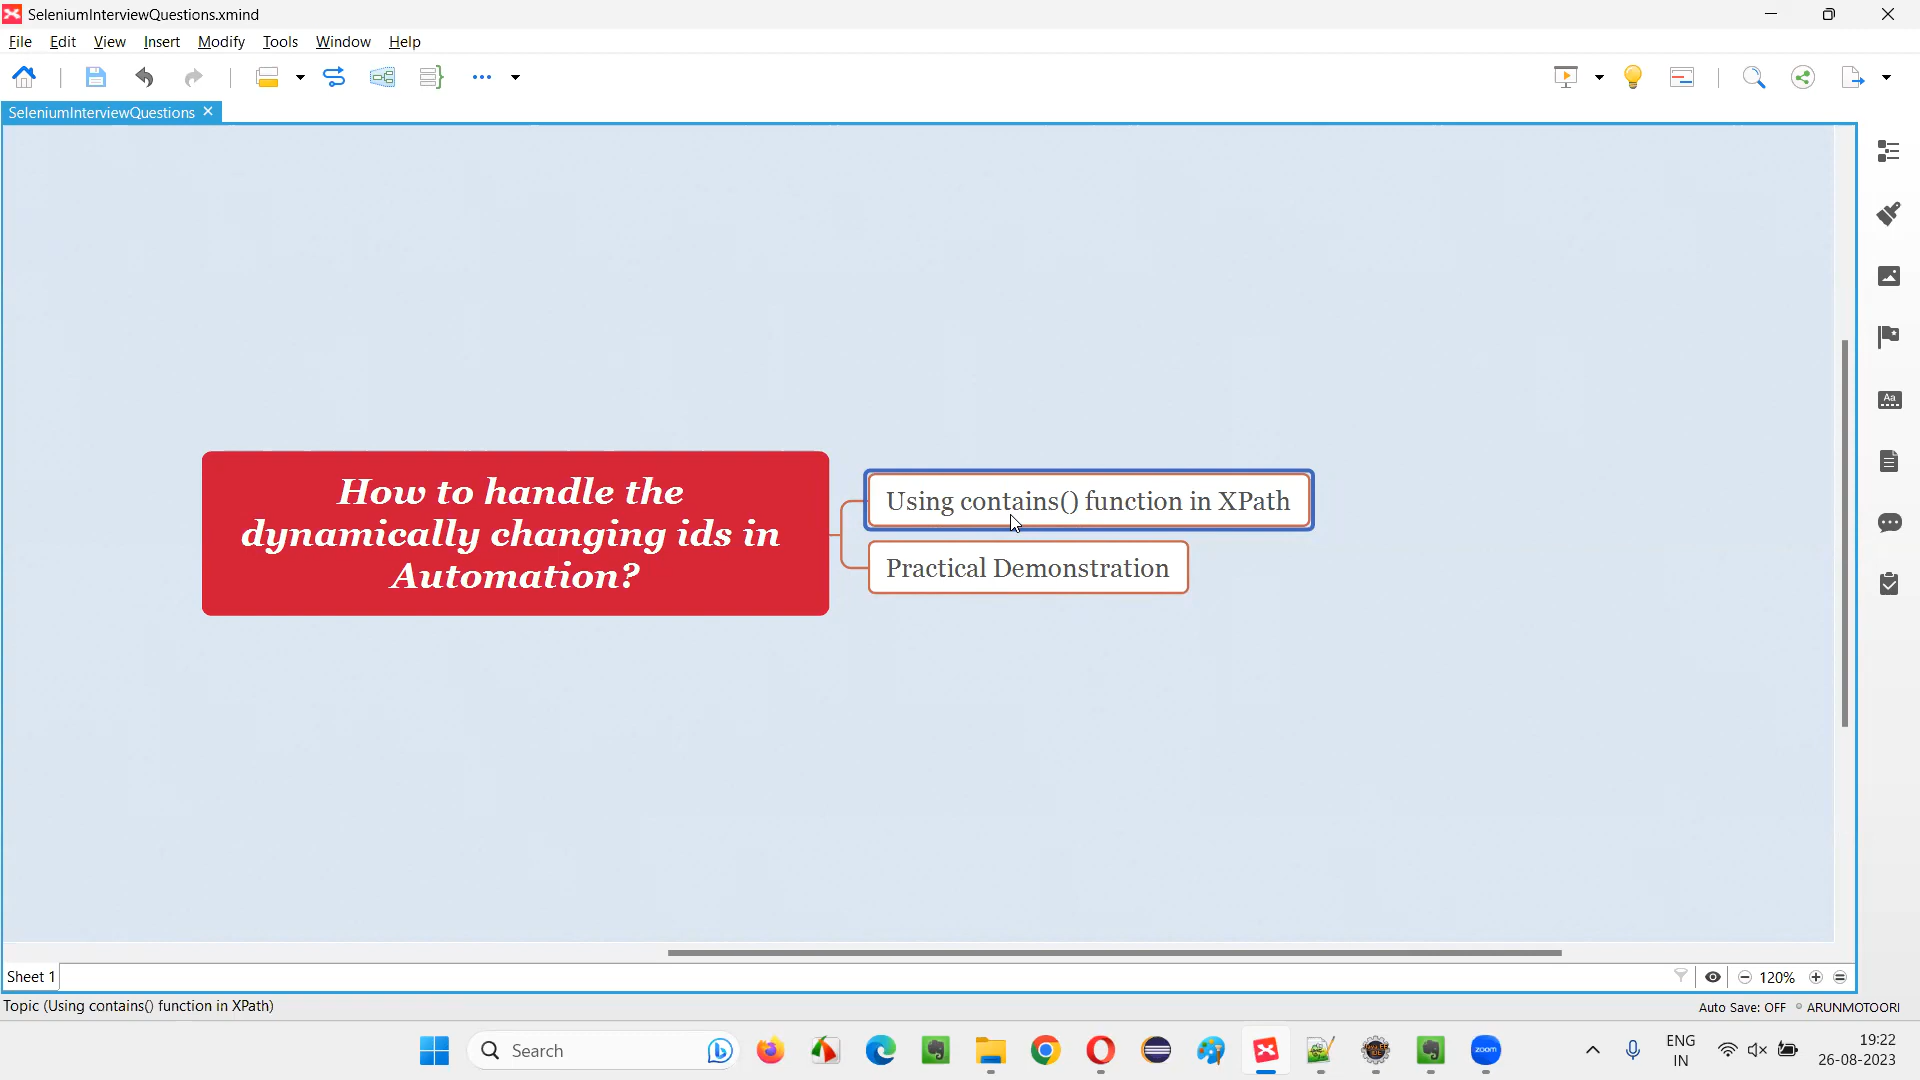 SeleniumInterviewQuestions.xmind
File Edit View Insert Modify Tools Window Help
SeleniumInterviewQuestions
How to handle the
dynamically changing ids in
Automation?
Using contains() function in XPath
Practical Demonstration
Aa
Sheet 1
120%
Topic (Using contains() function in XPath)
Auto Save: OFF
ARUNMOTOORI
Search
zoom
ENG
IN
19:22
26-08-2023